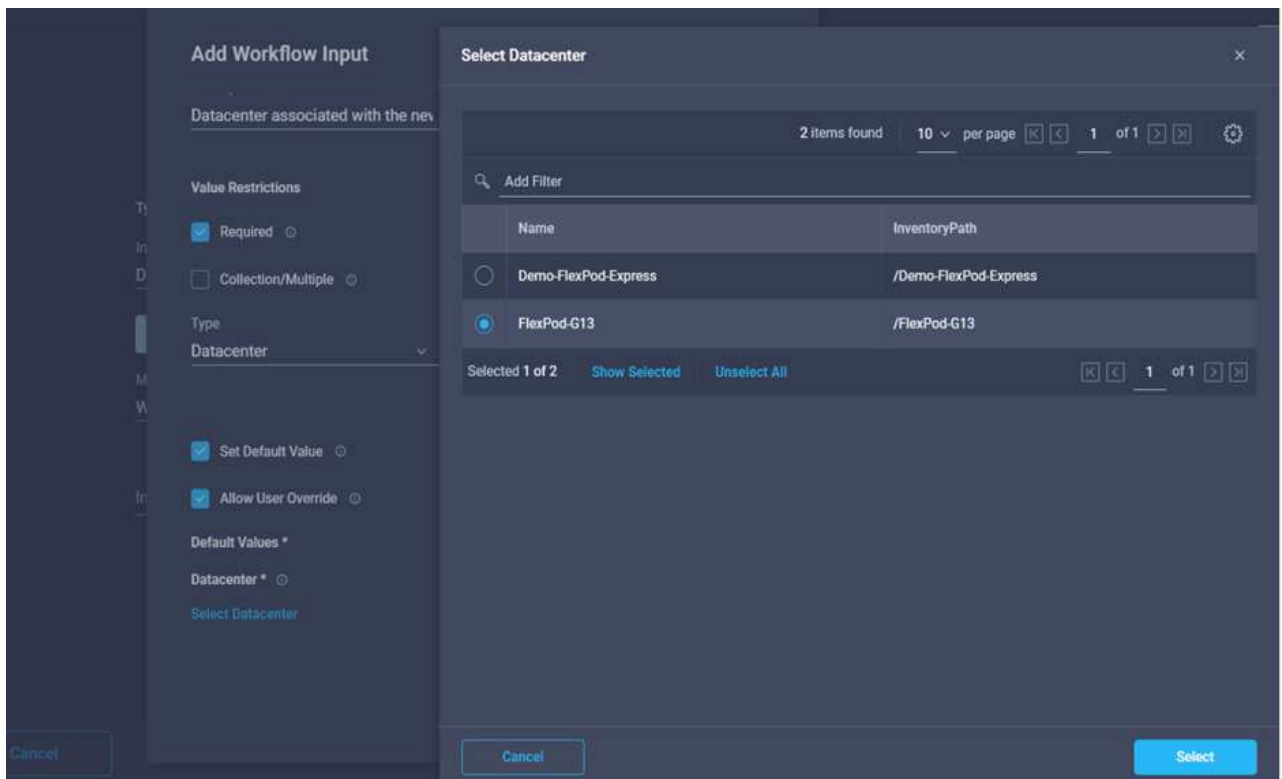 Add Workflow Input
Datacenter associated with the nev
Value Restrictions
Required
Collection/Multiple
Type
Datacenter
Set Default Value
Allow User Override
Default Values *
Datacenter *
Select Datacenter
Cancel
Select Datacenter
2 items found 10 per page 1 of 1
Add Filter
Name InventoryPath
Demo-FlexPod-Express /Demo-FlexPod-Express
FlexPod-G13 /FlexPod-G13
Selected 1 of 2 Show Selected Unselect All 1 of 1
Cancel Select